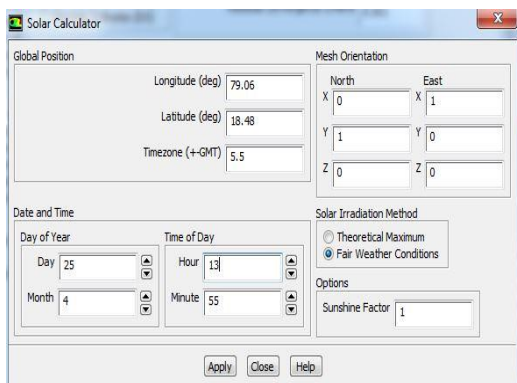 Solar Calculator
Global Position
Longitude (deg) 79.06
Latitude (deg) 18.48
Timezone (+-GMT) 5.5
Mesh Orientation
North East
X 0 X 1
Y 1 Y 0
Z 0 Z 0
Date and Time
Day of Year
Day 25
Month 4
Time of Day
Hour 13
Minute 55
Solar Irradiation Method
Theoretical Maximum
Fair Weather Conditions
Options
Sunshine Factor 1
Apply Close Help